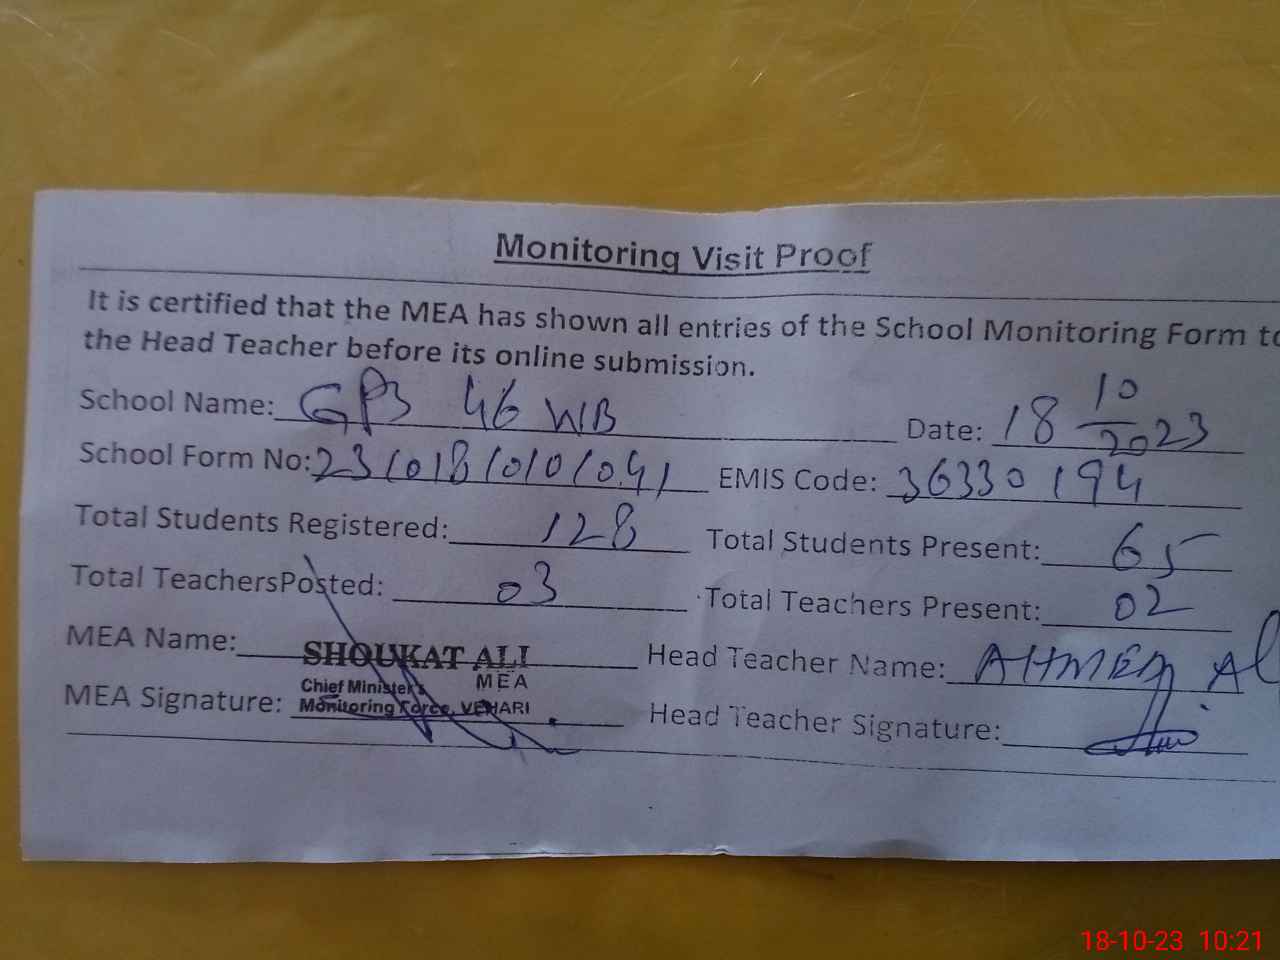 Monitoring Visit Proof
It is certified that the MEA has shown all entries of the School Monitoring Form to
the Head Teacher before its online submission.
School Name: GPS 46 WB Date: 18 10/2023
School Form No: 23101810101041 EMIS Code: 36330194
Total Students Registered: 128 Total Students Present: 65
Total TeachersPosted: 03 Total Teachers Present: 02
MEA Name: SHOUKAT ALI Head Teacher Name: AHMED Al
MEA
Chief Minister's
MEA Signature: Monitoring Force, VEHARI Head Teacher Signature:
18-10-23 10:21